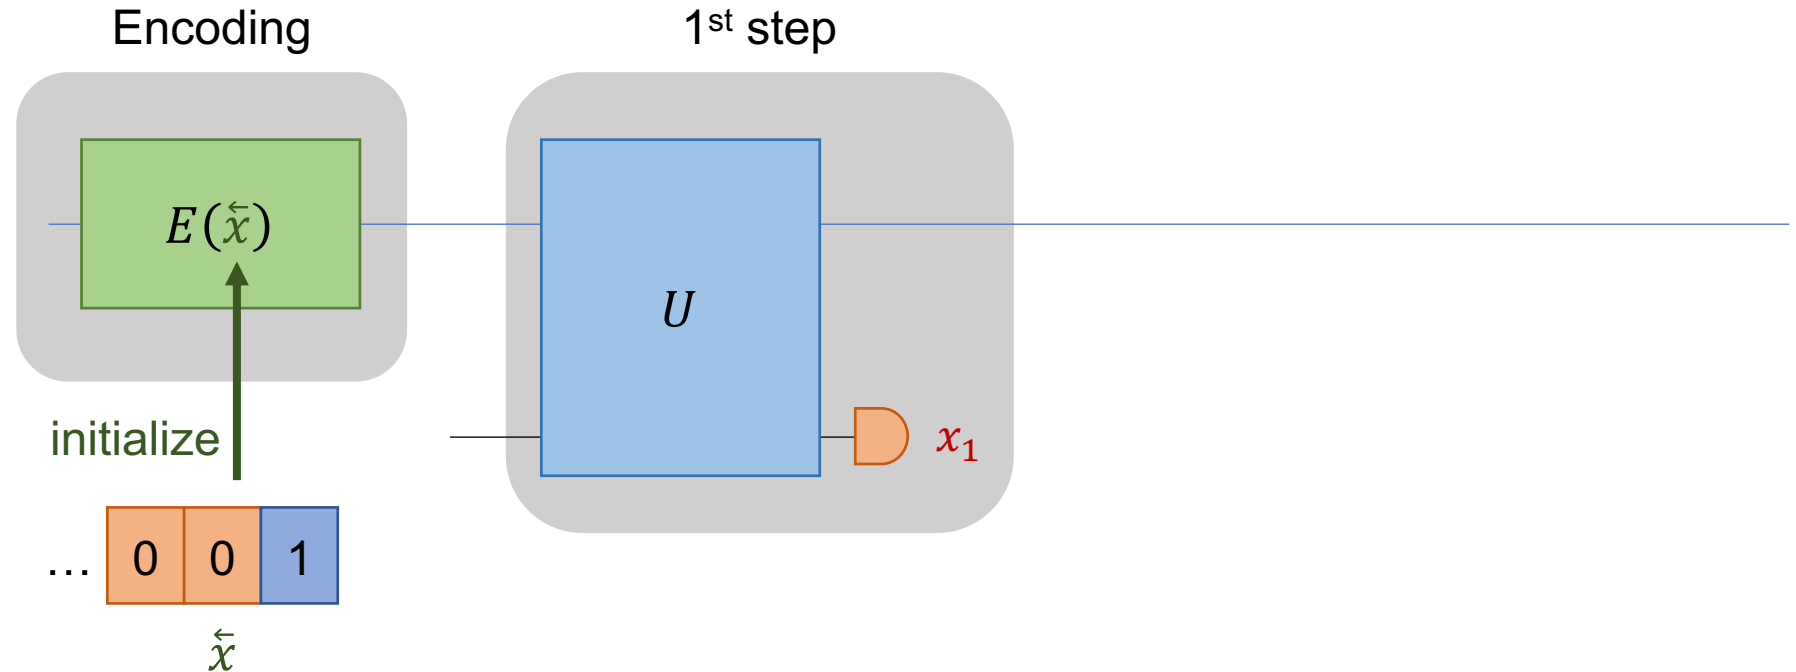 Encoding
1st step
E(x⃖)
U
initialize
x₁
… 0 0 1
x⃖